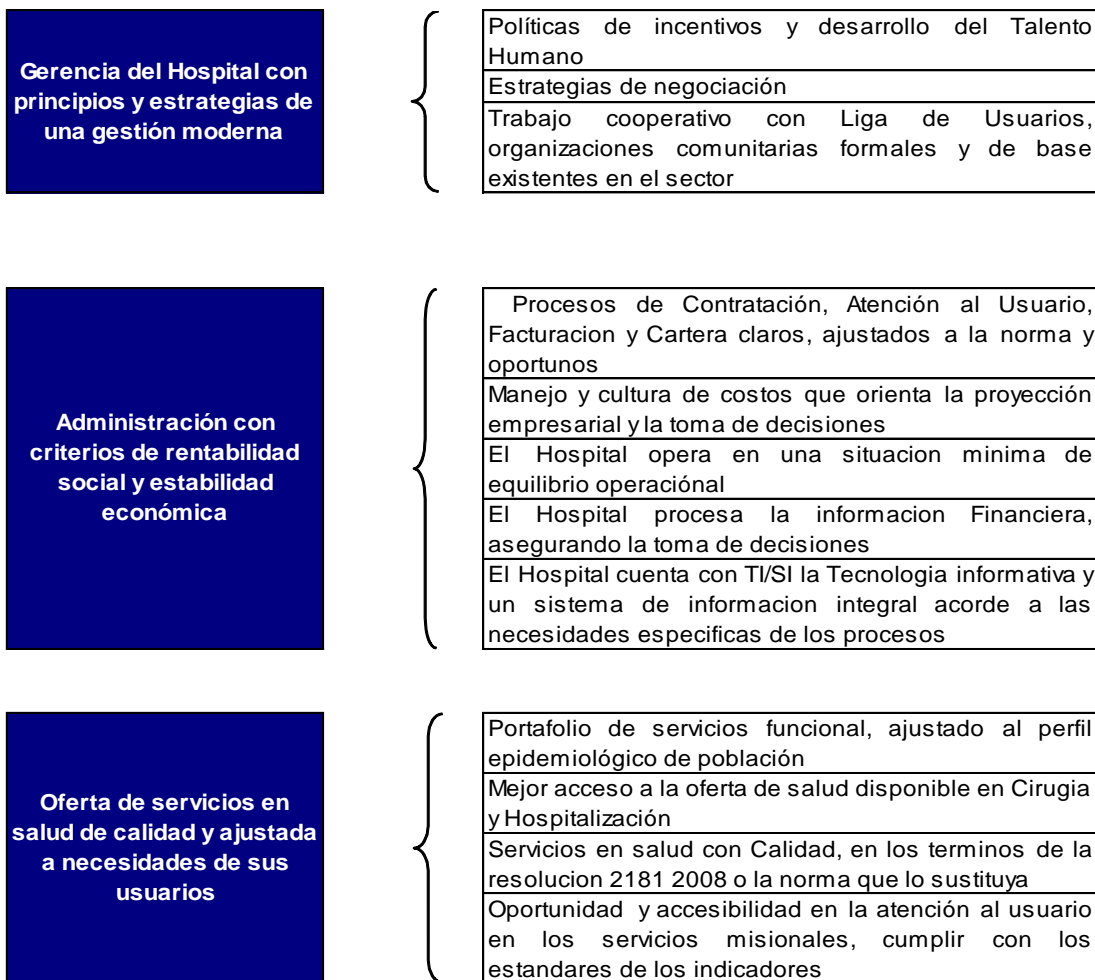 Gerencia del Hospital con
principios y estrategias de
una gestión moderna
Políticas de incentivos y desarrollo del Talento
Humano
Estrategias de negociación
Trabajo cooperativo con Liga de Usuarios,
organizaciones comunitarias formales y de base
existentes en el sector
Administración con
criterios de rentabilidad
social y estabilidad
económica
Procesos de Contratación, Atención al Usuario,
Facturacion y Cartera claros, ajustados a la norma y
oportunos
Manejo y cultura de costos que orienta la proyección
empresarial y la toma de decisiones
El Hospital opera en una situacion minima de
equilibrio operaciónal
El Hospital procesa la informacion Financiera,
asegurando la toma de decisiones
El Hospital cuenta con TI/SI la Tecnologia informativa y
un sistema de informacion integral acorde a las
necesidades especificas de los procesos
Oferta de servicios en
salud de calidad y ajustada
a necesidades de sus
usuarios
Portafolio de servicios funcional, ajustado al perfil
epidemiológico de población
Mejor acceso a la oferta de salud disponible en Cirugia
y Hospitalización
Servicios en salud con Calidad, en los terminos de la
resolucion 2181 2008 o la norma que lo sustituya
Oportunidad y accesibilidad en la atención al usuario
en los servicios misionales, cumplir con los
estandares de los indicadores